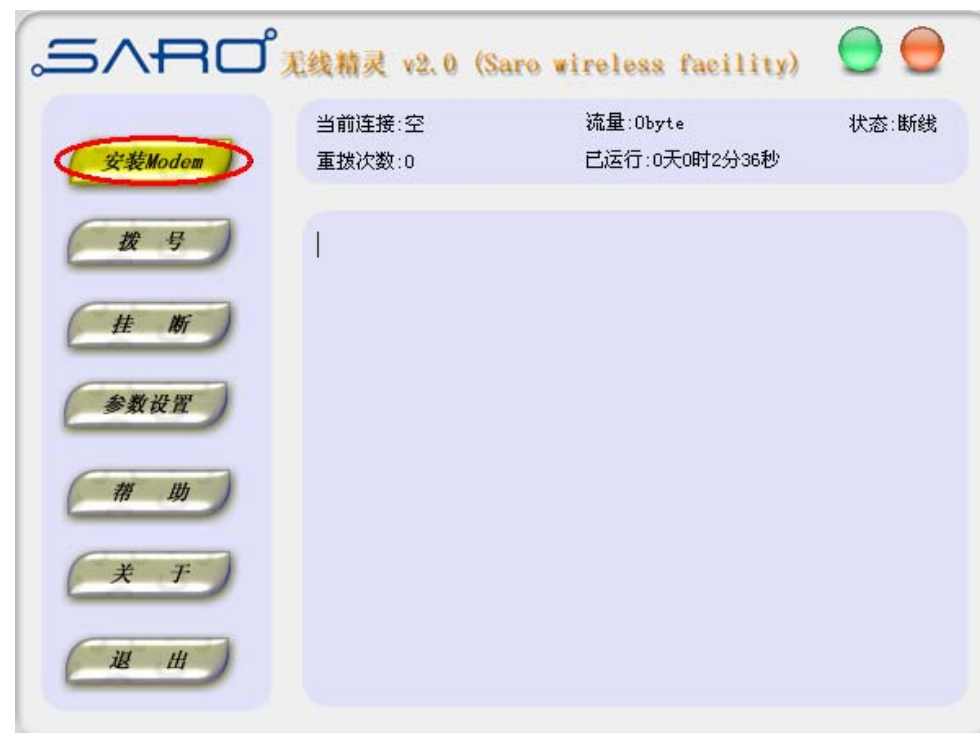 SARO 无线精灵 v2.0 (Saro wireless facility)
当前连接:空 流量:0byte 状态:断线
重拨次数:0 已运行:0天0时2分36秒
安装Modem
拨 号
挂 断
参数设置
帮 助
关 于
退 出